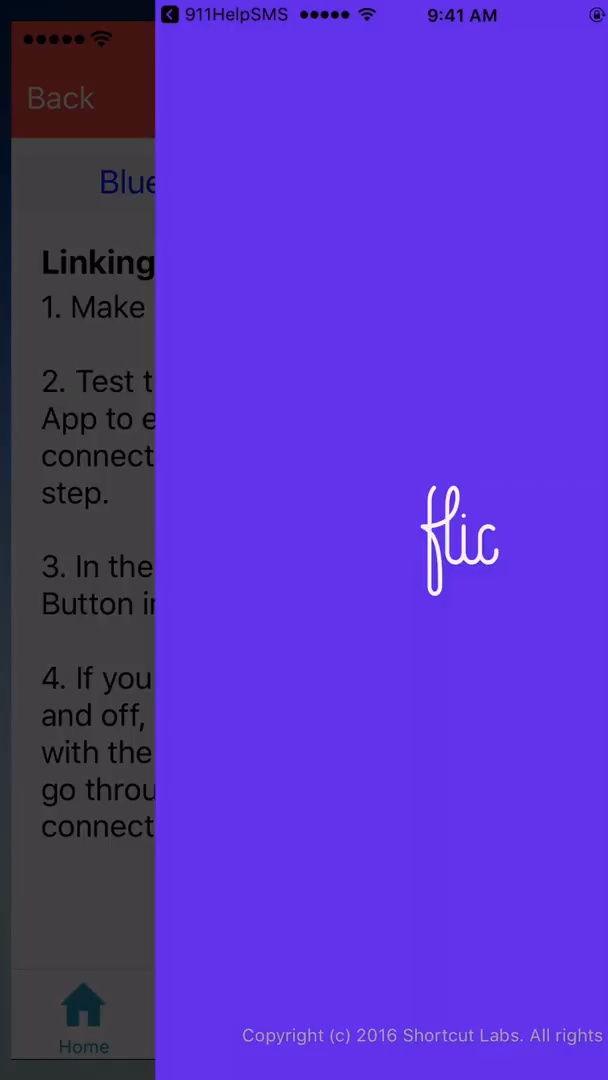 911HelpSMS
9:41 AM
Back
Blue
Linking
1. Make
2. Test t
App to e
connect
step.
3. In the
Button in
4. If you
and off,
with the
go throu
connect
Home
flic
Copyright (c) 2016 Shortcut Labs. All rights